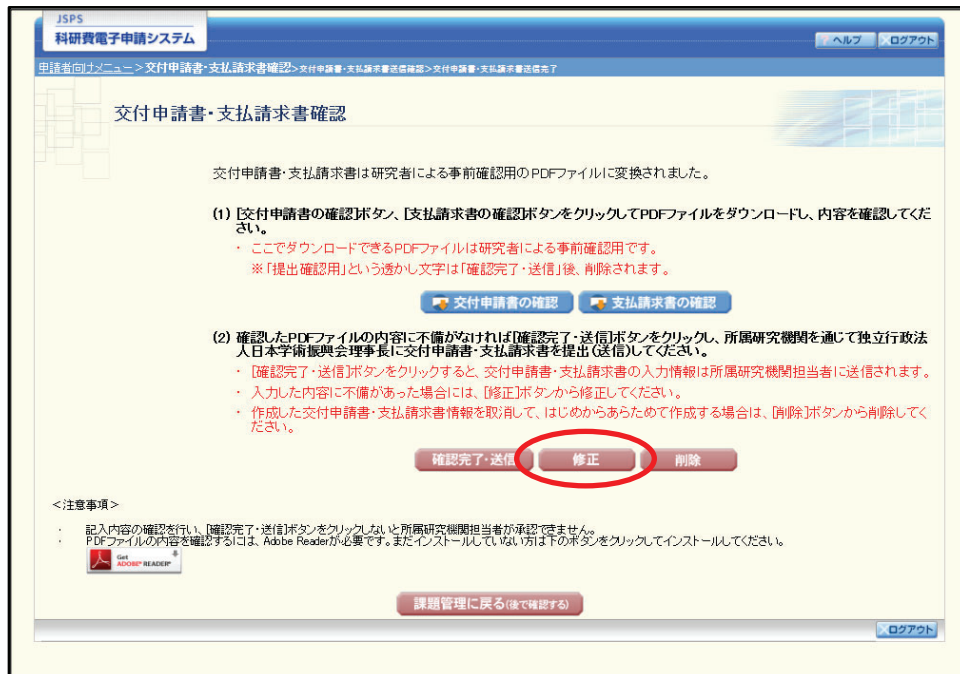 JSPS
科研費電子申請システム
ヘルプ ログアウト
申請者向けメニュー>交付申請書・支払請求書確認>交付申請書・支払請求書送信確認>交付申請書・支払請求書送信完了
交付申請書・支払請求書確認
交付申請書・支払請求書は研究者による事前確認用のPDFファイルに変換されました。
(1) [交付申請書の確認]ボタン、[支払請求書の確認]ボタンをクリックしてPDFファイルをダウンロードし、内容を確認してくだ
さい。
・ ここでダウンロードできるPDFファイルは研究者による事前確認用です。
※「提出確認用」という透かし文字は「確認完了・送信」後、削除されます。
交付申請書の確認 支払請求書の確認
(2) 確認したPDFファイルの内容に不備がなければ[確認完了・送信]ボタンをクリックし、所属研究機関を通じて独立行政法
人日本学術振興会理事長に交付申請書・支払請求書を提出(送信)してください。
・ [確認完了・送信]ボタンをクリックすると、交付申請書・支払請求書の入力情報は所属研究機関担当者に送信されます。
・ 入力した内容に不備があった場合には、[修正]ボタンから修正してください。
・ 作成した交付申請書・支払請求書情報を取消して、はじめからあらためて作成する場合は、[削除]ボタンから削除してく
ださい。
確認完了・送信 修正 削除
<注意事項>
・ 記入内容の確認を行い、[確認完了・送信]ボタンをクリックしないと所属研究機関担当者が承認できません。
・ PDFファイルの内容を確認するには、Adobe Readerが必要です。まだインストールしていない方は下のボタンをクリックしてインストールしてください。
Get
ADOBE® READER®
課題管理に戻る(後で確認する)
ログアウト